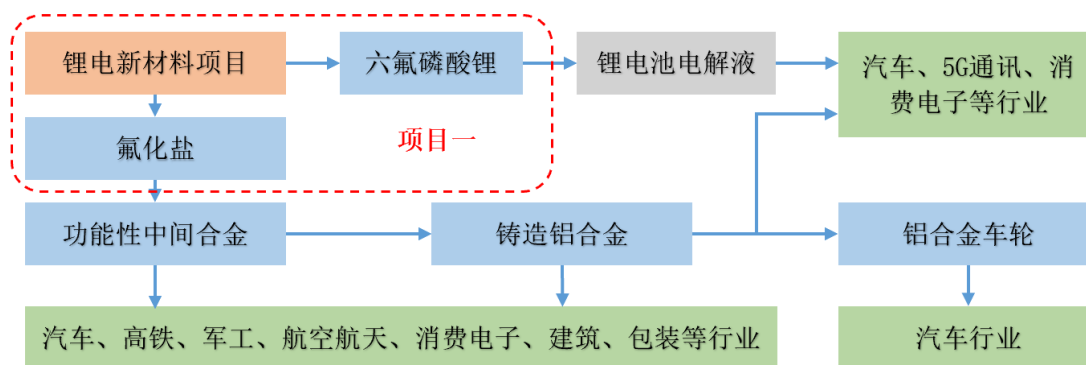 锂电新材料项目
六氟磷酸锂
锂电池电解液
汽车、5G通讯、消
费电子等行业
氟化盐
项目一
功能性中间合金
铸造铝合金
铝合金车轮
汽车、高铁、军工、航空航天、消费电子、建筑、包装等行业
汽车行业